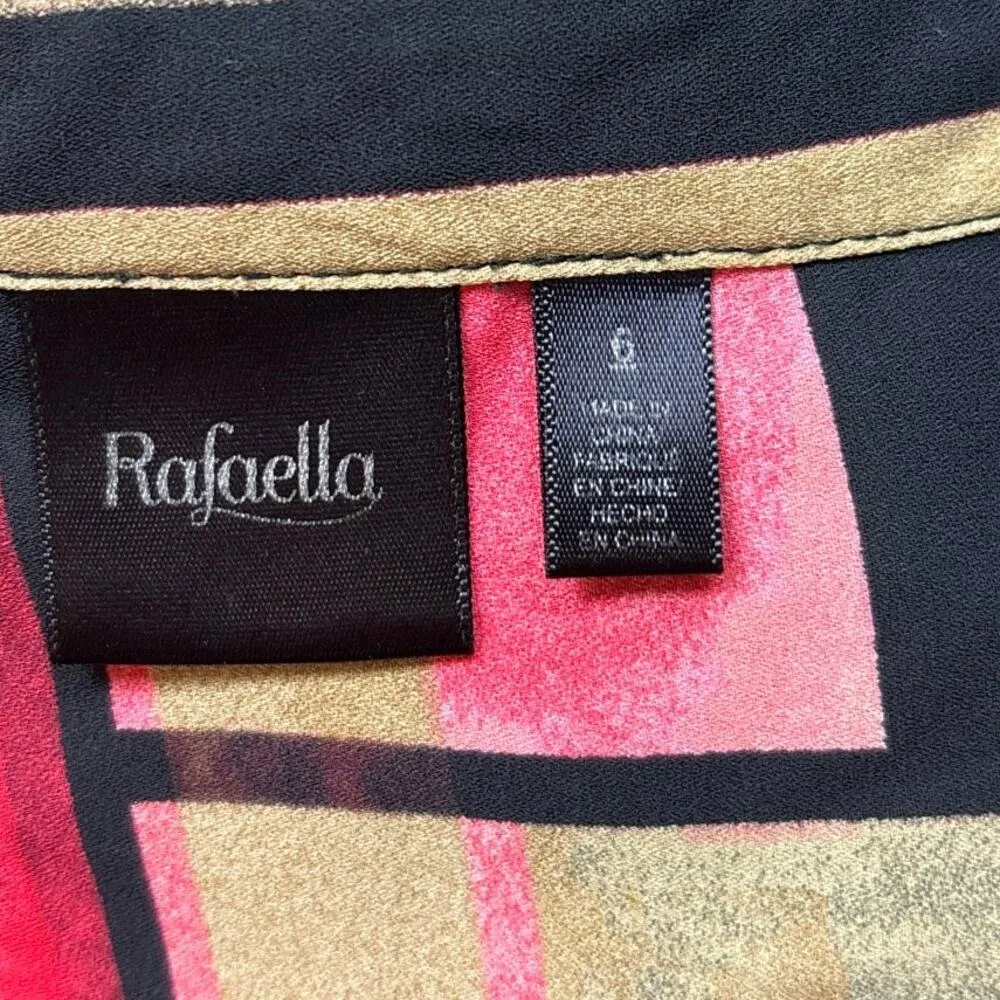 Rafaella
6
MADE IN
CHINA
FABRIQUÉ
EN CHINE
HECHO
EN CHINA